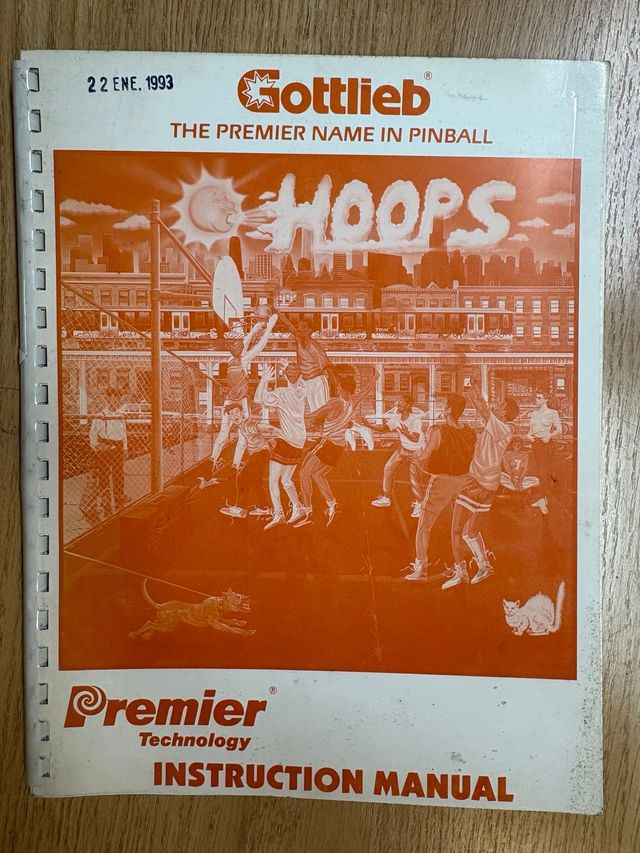 22 ENE. 1993
Gottlieb®
THE PREMIER NAME IN PINBALL
HOOPS
Premier®
Technology
INSTRUCTION MANUAL